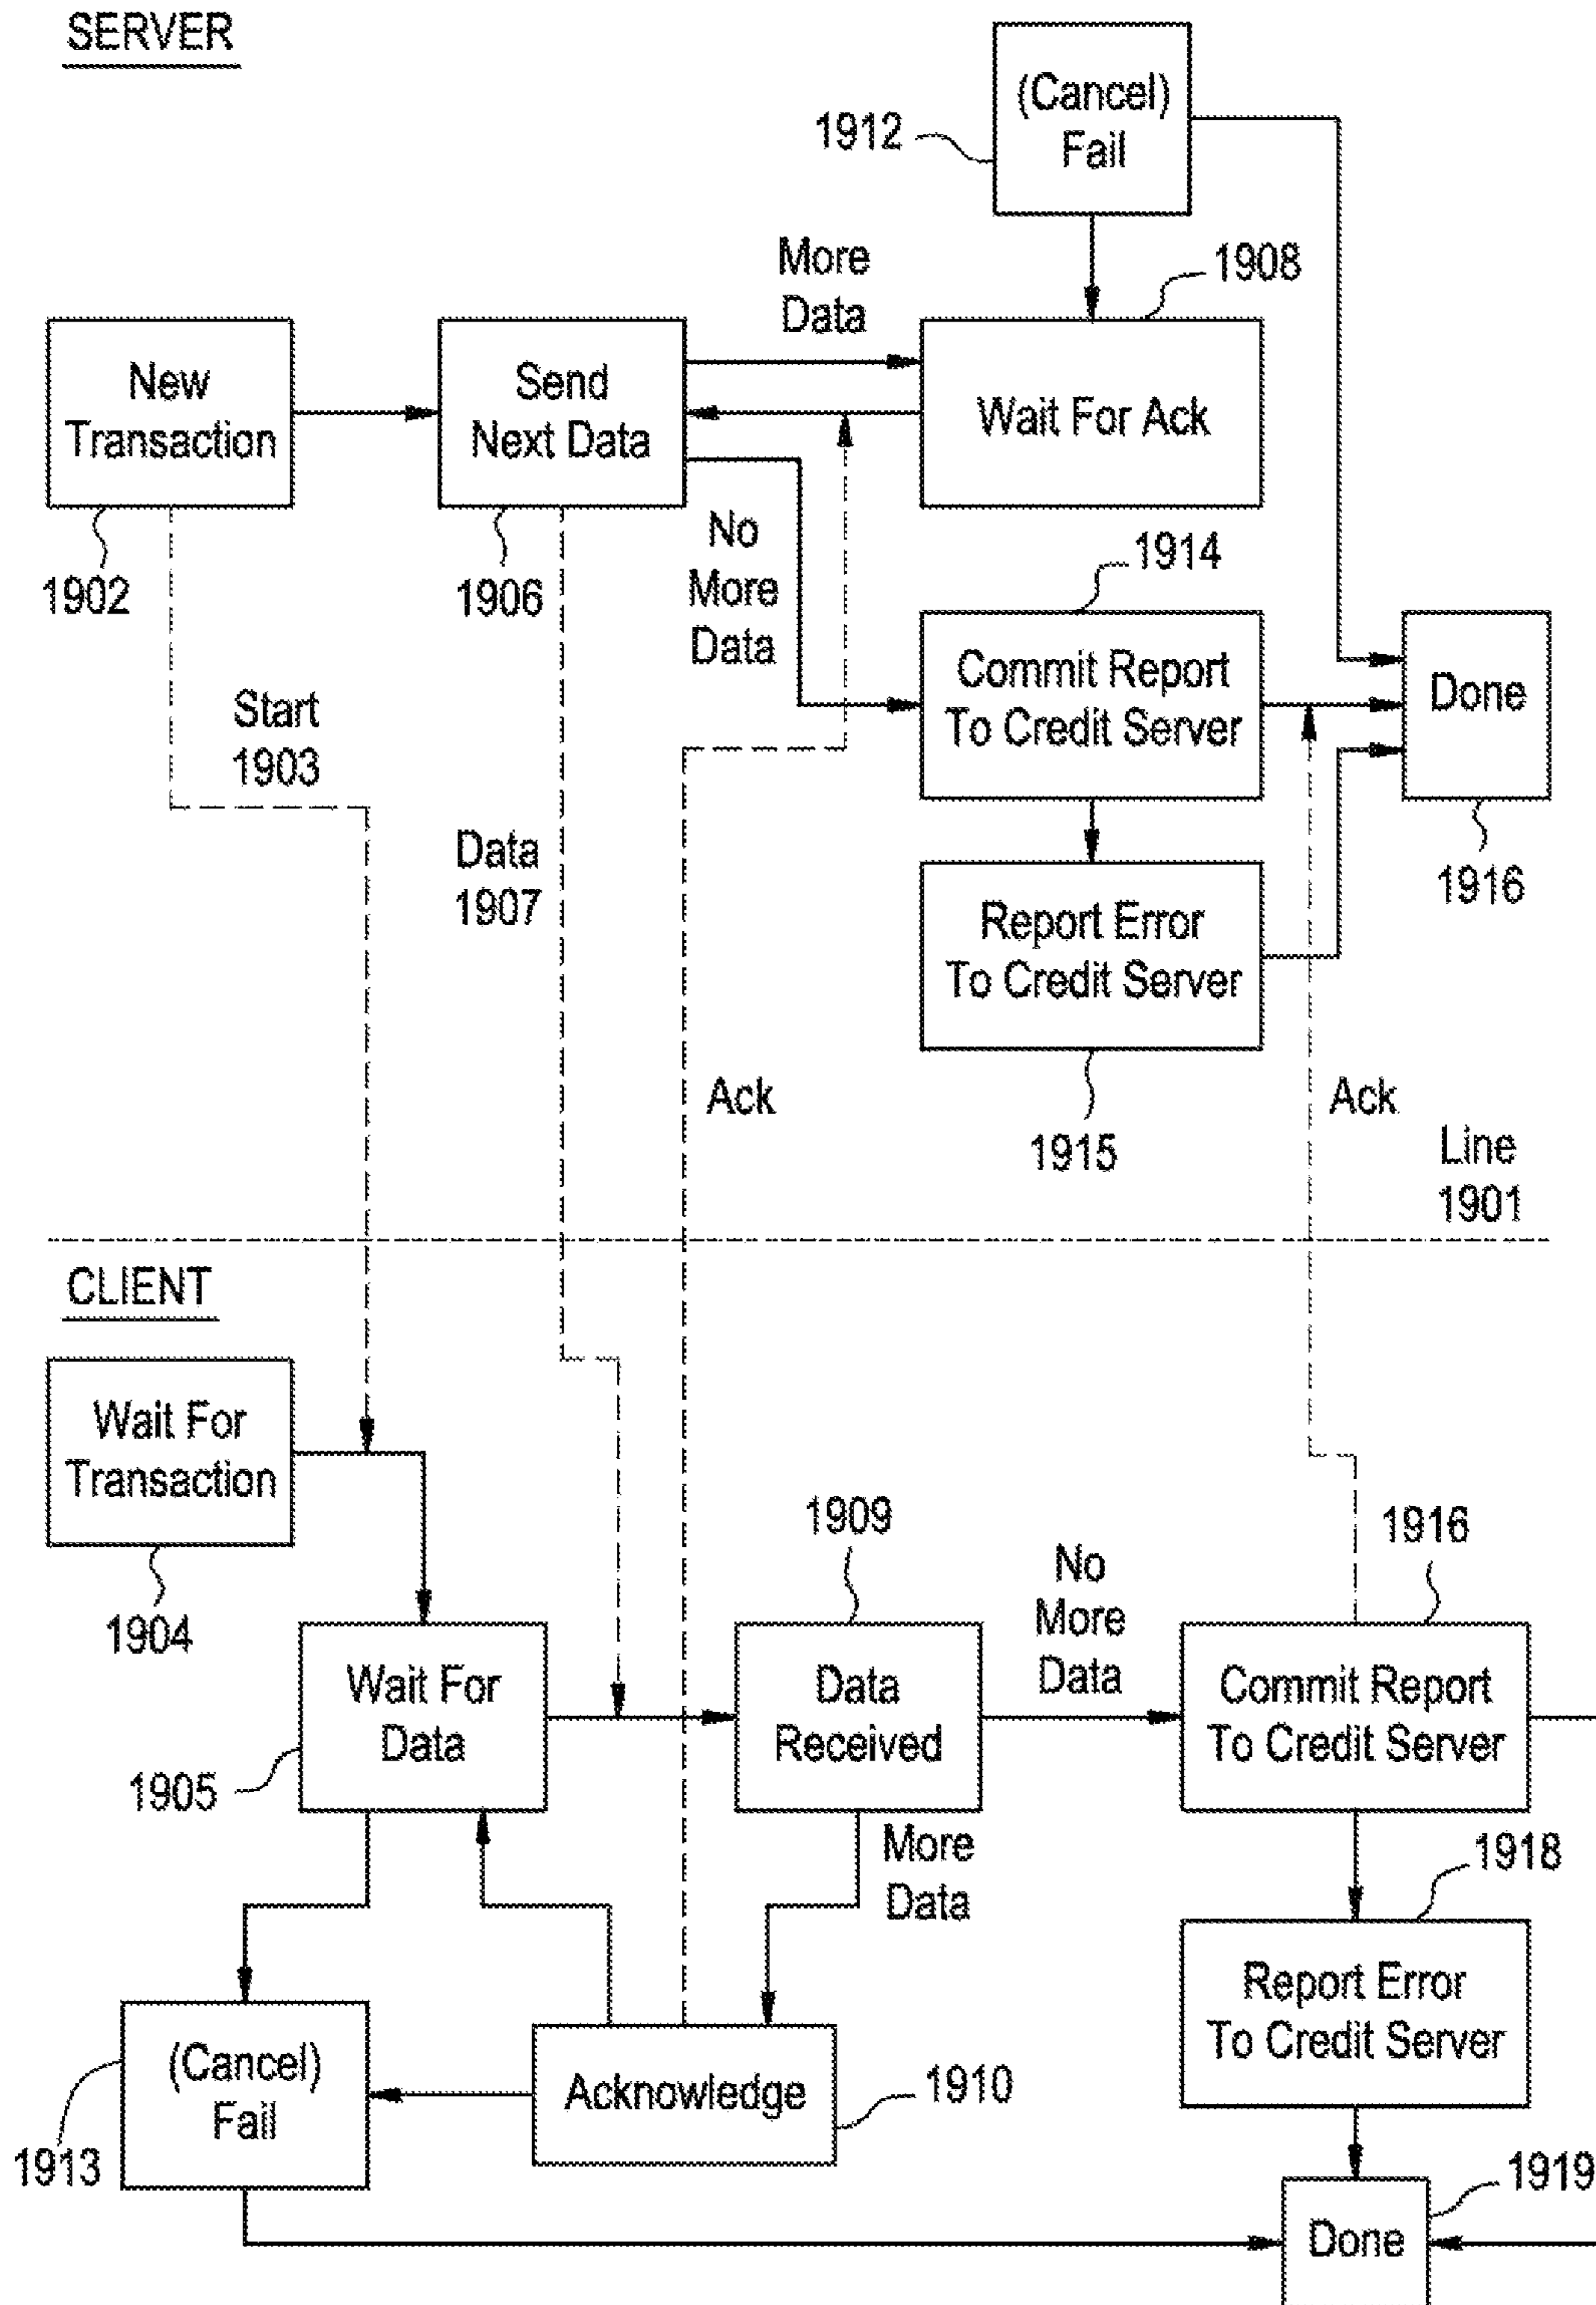 SERVER
(Cancel)
Fail
1912
More
Data
1908
New
Transaction
1902
Send
Next Data
1906
Wait For Ack
No
More
Data
1914
Commit Report
To Credit Server
Done
1916
Start
1903
Data
1907
Report Error
To Credit Server
1915
Ack
Ack
Line
1901
CLIENT
Wait For
Transaction
1904
1909
No
More
Data
1916
Wait For
Data
1905
Data
Received
Commit Report
To Credit Server
More
Data
1918
Report Error
To Credit Server
(Cancel)
Fail
1913
Acknowledge
1910
1919
Done